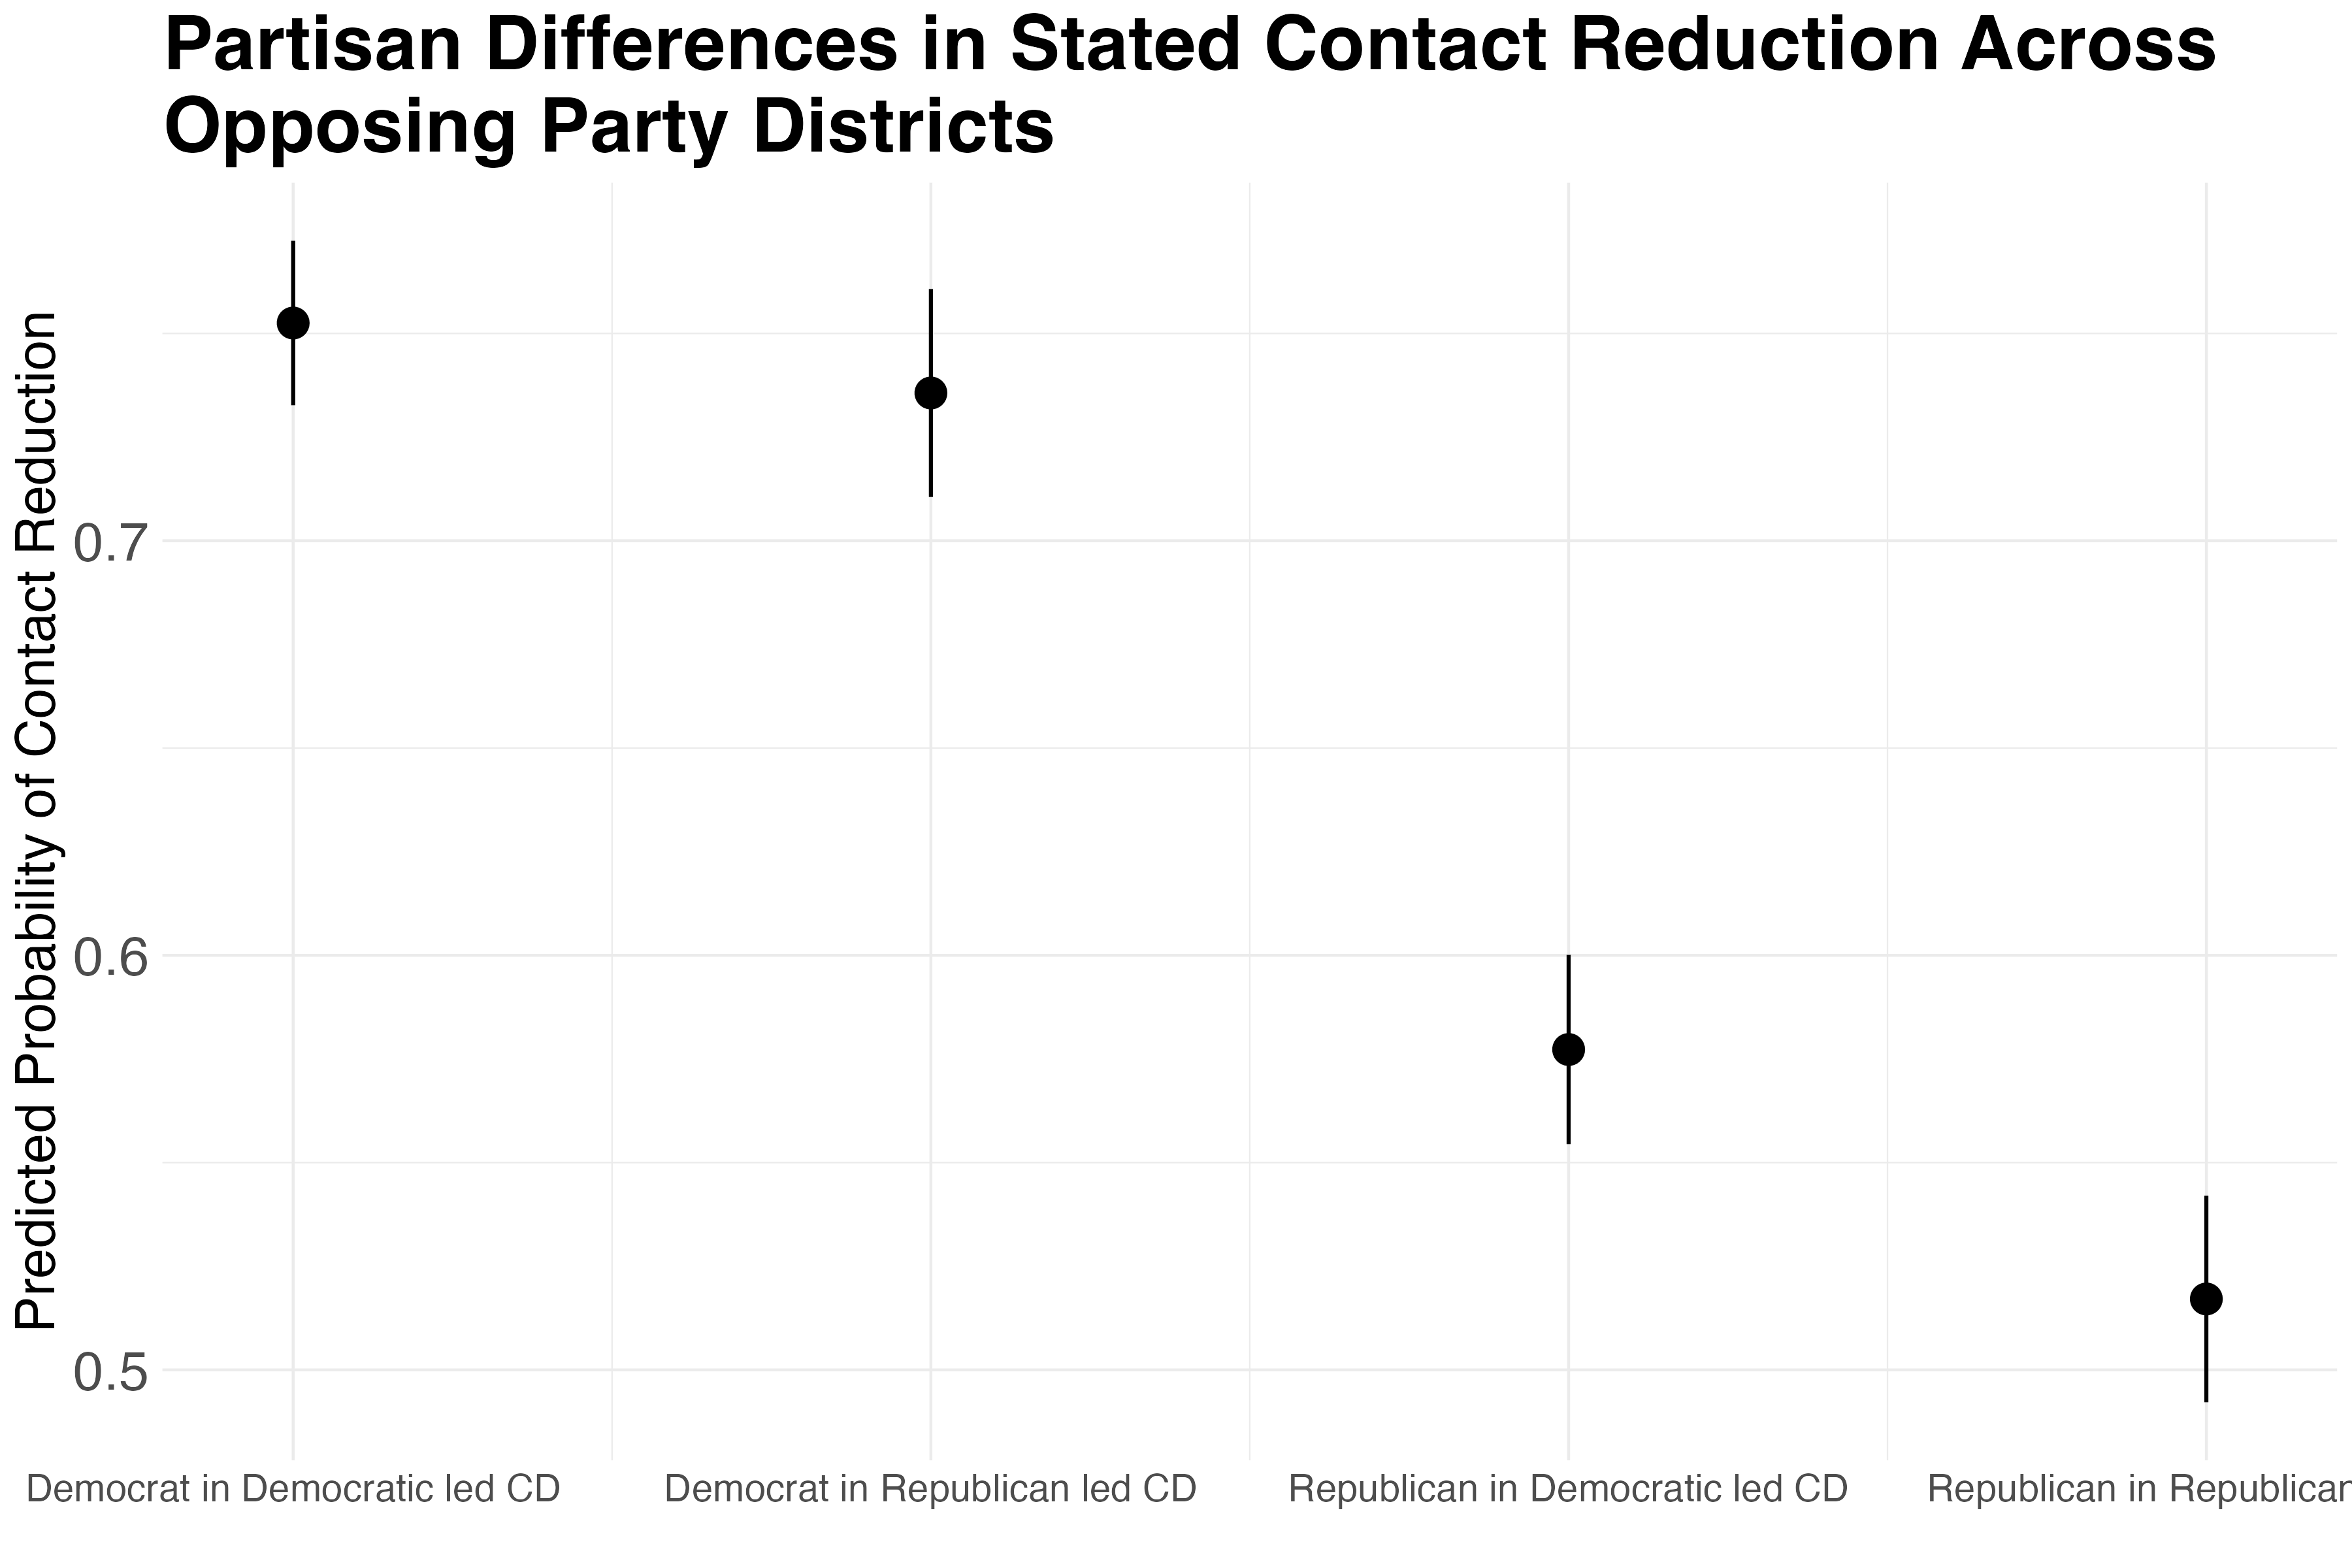 Partisan Differences in Stated Contact Reduction Across
Opposing Party Districts
Predicted Probability of Contact Reduction
0.7
0.6
0.5
Democrat in Democratic led CD
Democrat in Republican led CD
Republican in Democratic led CD
Republican in Republican